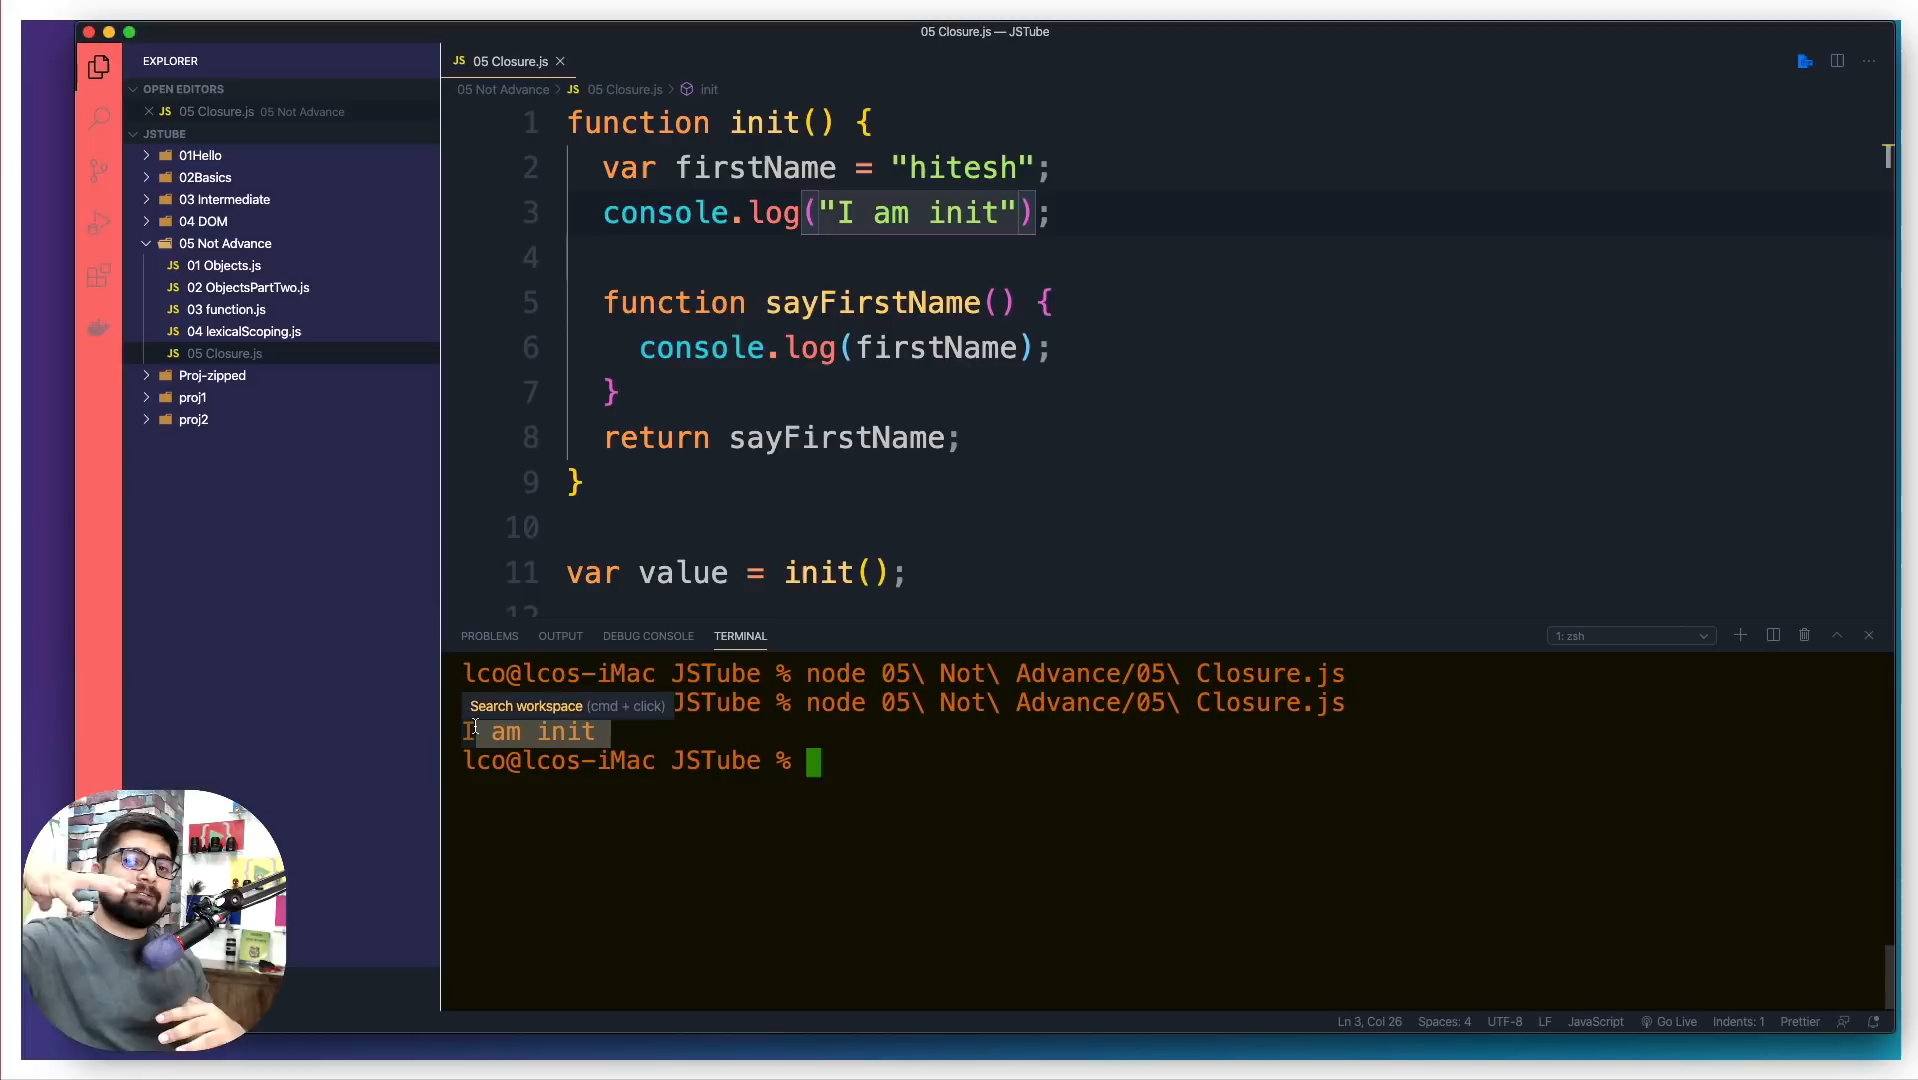 05 Closure.js — JSTube
EXPLORER
OPEN EDITORS
JS 05 Closure.js 05 Not Advance
JSTUBE
01Hello
02Basics
03 Intermediate
04 DOM
05 Not Advance
JS 01 Objects.js
JS 02 ObjectsPartTwo.js
JS 03 function.js
JS 04 lexicalScoping.js
JS 05 Closure.js
Proj-zipped
proj1
proj2
JS 05 Closure.js
05 Not Advance > JS 05 Closure.js > init
1 function init() {
2 var firstName = "hitesh";
3 console.log("I am init");
4
5 function sayFirstName() {
6 console.log(firstName);
7 }
8 return sayFirstName;
9 }
10
11 var value = init();
12
PROBLEMS OUTPUT DEBUG CONSOLE TERMINAL 1: zsh
lco@lcos-iMac JSTube % node 05\ Not\ Advance/05\ Closure.js
JSTube % node 05\ Not\ Advance/05\ Closure.js
Search workspace (cmd + click)
I am init
lco@lcos-iMac JSTube %
Ln 3, Col 26 Spaces: 4 UTF-8 LF JavaScript Go Live Indents: 1 Prettier